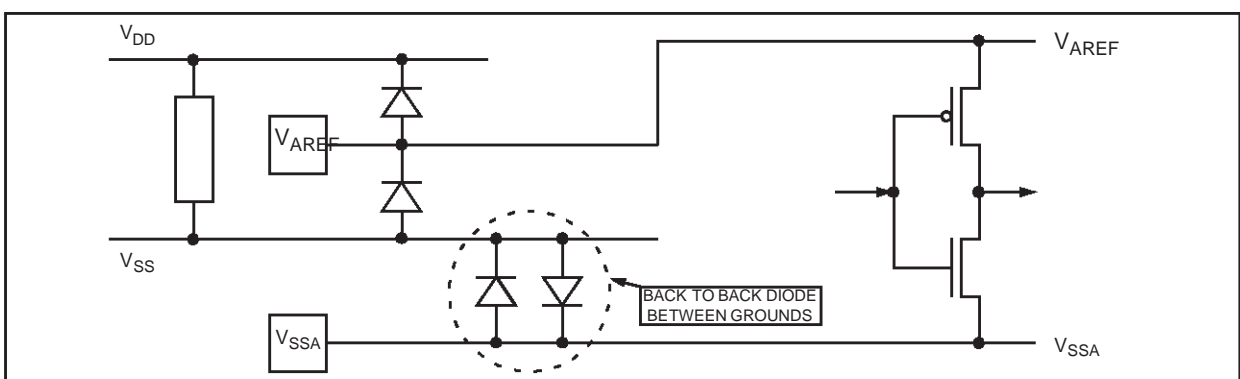 VDD
VAREF
VAREF
VSS
BACK TO BACK DIODE
BETWEEN GROUNDS
VSSA
VSSA